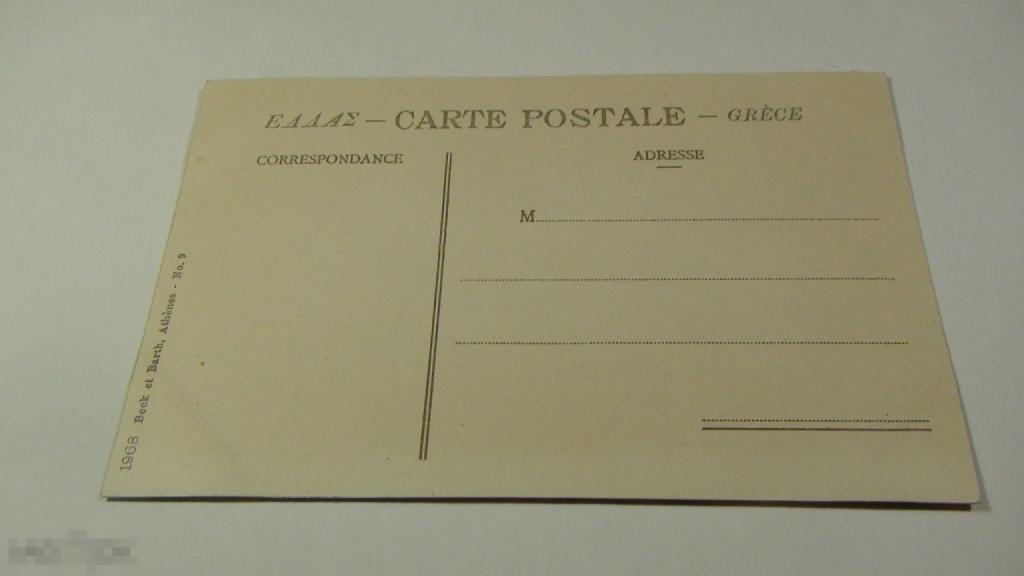 ΕΛΛΑΣ — CARTE POSTALE — GRÈCE
CORRESPONDANCE
ADRESSE
M
1968 Beck et Barth, Athènes - No. 9